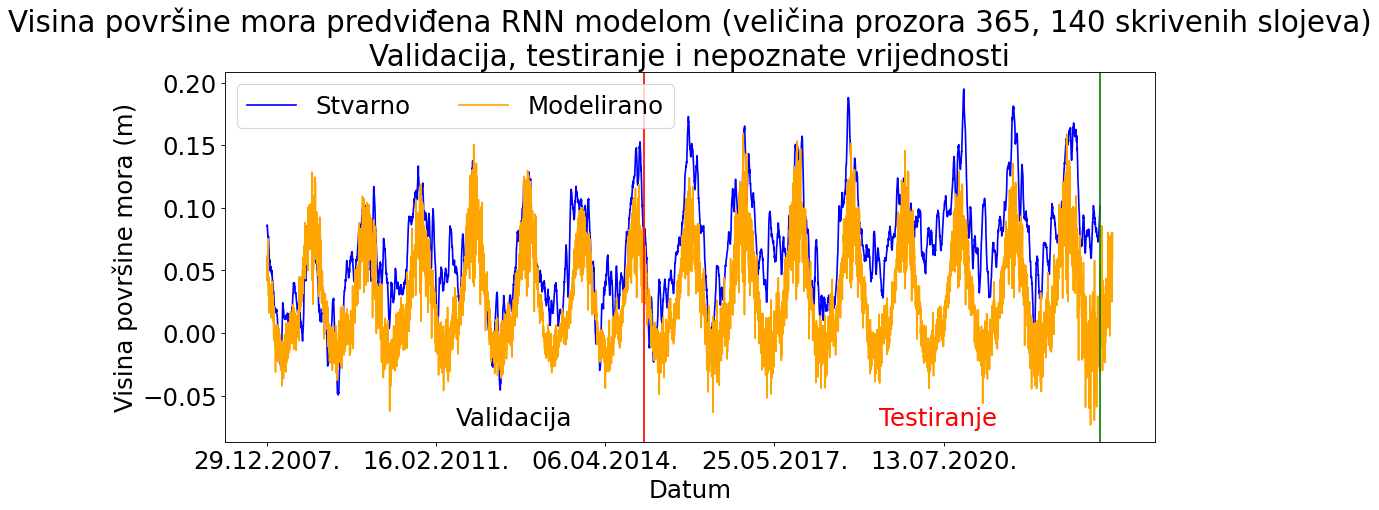 Visina površine mora predviđena RNN modelom (veličina prozora 365, 140 skrivenih slojeva)
Validacija, testiranje i nepoznate vrijednosti
Stvarno
Modelirano
Visina površine mora (m)
0.20
0.15
0.10
0.05
0.00
−0.05
Validacija
Testiranje
29.12.2007.
16.02.2011.
06.04.2014.
25.05.2017.
13.07.2020.
Datum